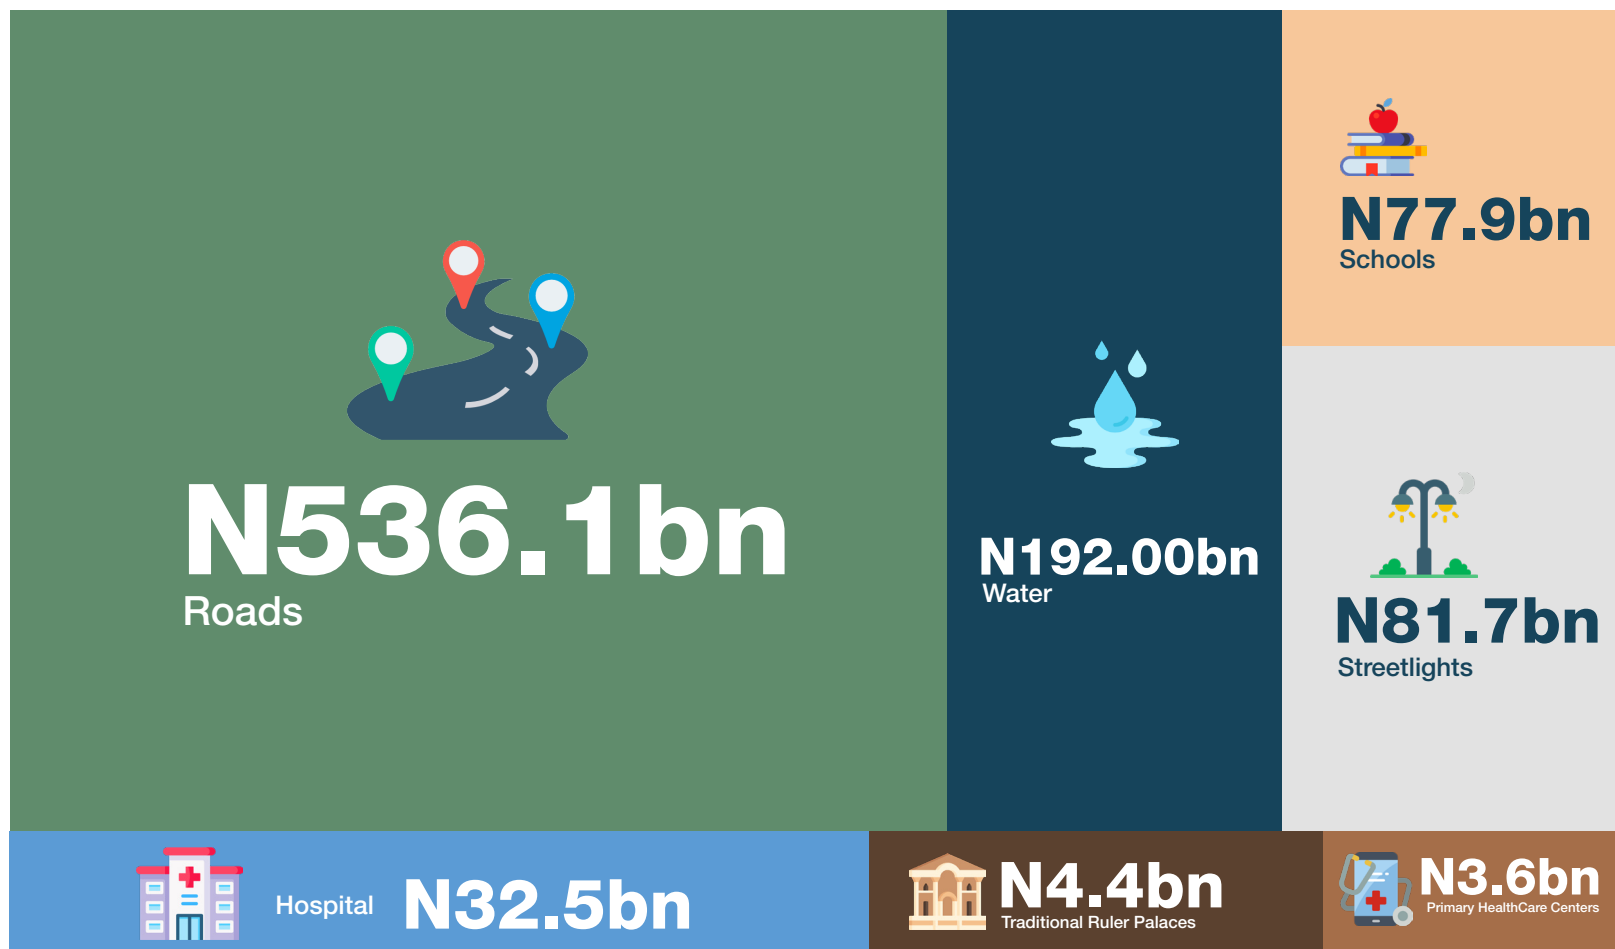 N536.1bn
Roads
N192.00bn
Water
N77.9bn
Schools
N81.7bn
Streetlights
Hospital N32.5bn
N4.4bn
Traditional Ruler Palaces
N3.6bn
Primary HealthCare Centers